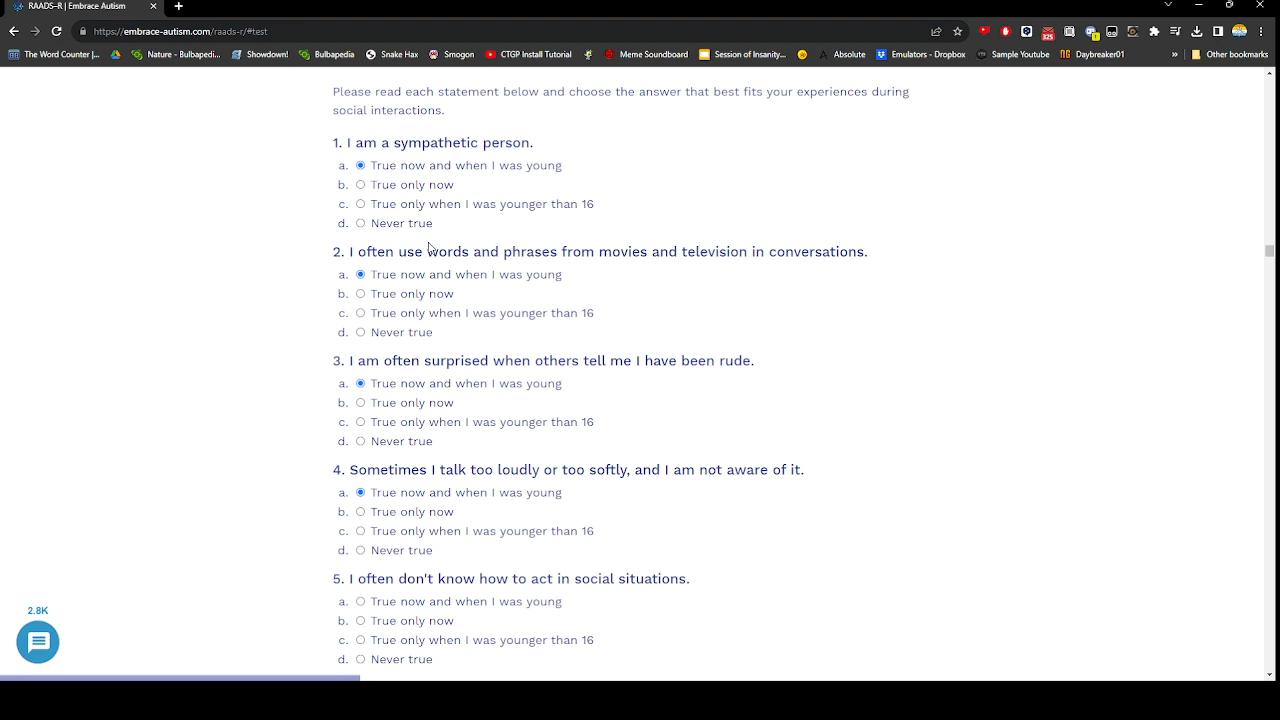 RAADS-R | Embrace Autism
https://embrace-autism.com/raads-r/#test
The Word Counter |... Nature - Bulbapedi... Showdown! Bulbapedia Snake Hax Smogon CTGP Install Tutorial Meme Soundboard Session of Insanity... Absolute Emulators - Dropbox Sample Youtube Daybreaker01 » Other bookmarks
Please read each statement below and choose the answer that best fits your experiences during
social interactions.
1. I am a sympathetic person.
a. True now and when I was young
b. True only now
c. True only when I was younger than 16
d. Never true
2. I often use words and phrases from movies and television in conversations.
a. True now and when I was young
b. True only now
c. True only when I was younger than 16
d. Never true
3. I am often surprised when others tell me I have been rude.
a. True now and when I was young
b. True only now
c. True only when I was younger than 16
d. Never true
4. Sometimes I talk too loudly or too softly, and I am not aware of it.
a. True now and when I was young
b. True only now
c. True only when I was younger than 16
d. Never true
5. I often don't know how to act in social situations.
a. True now and when I was young
b. True only now
c. True only when I was younger than 16
d. Never true
2.8K